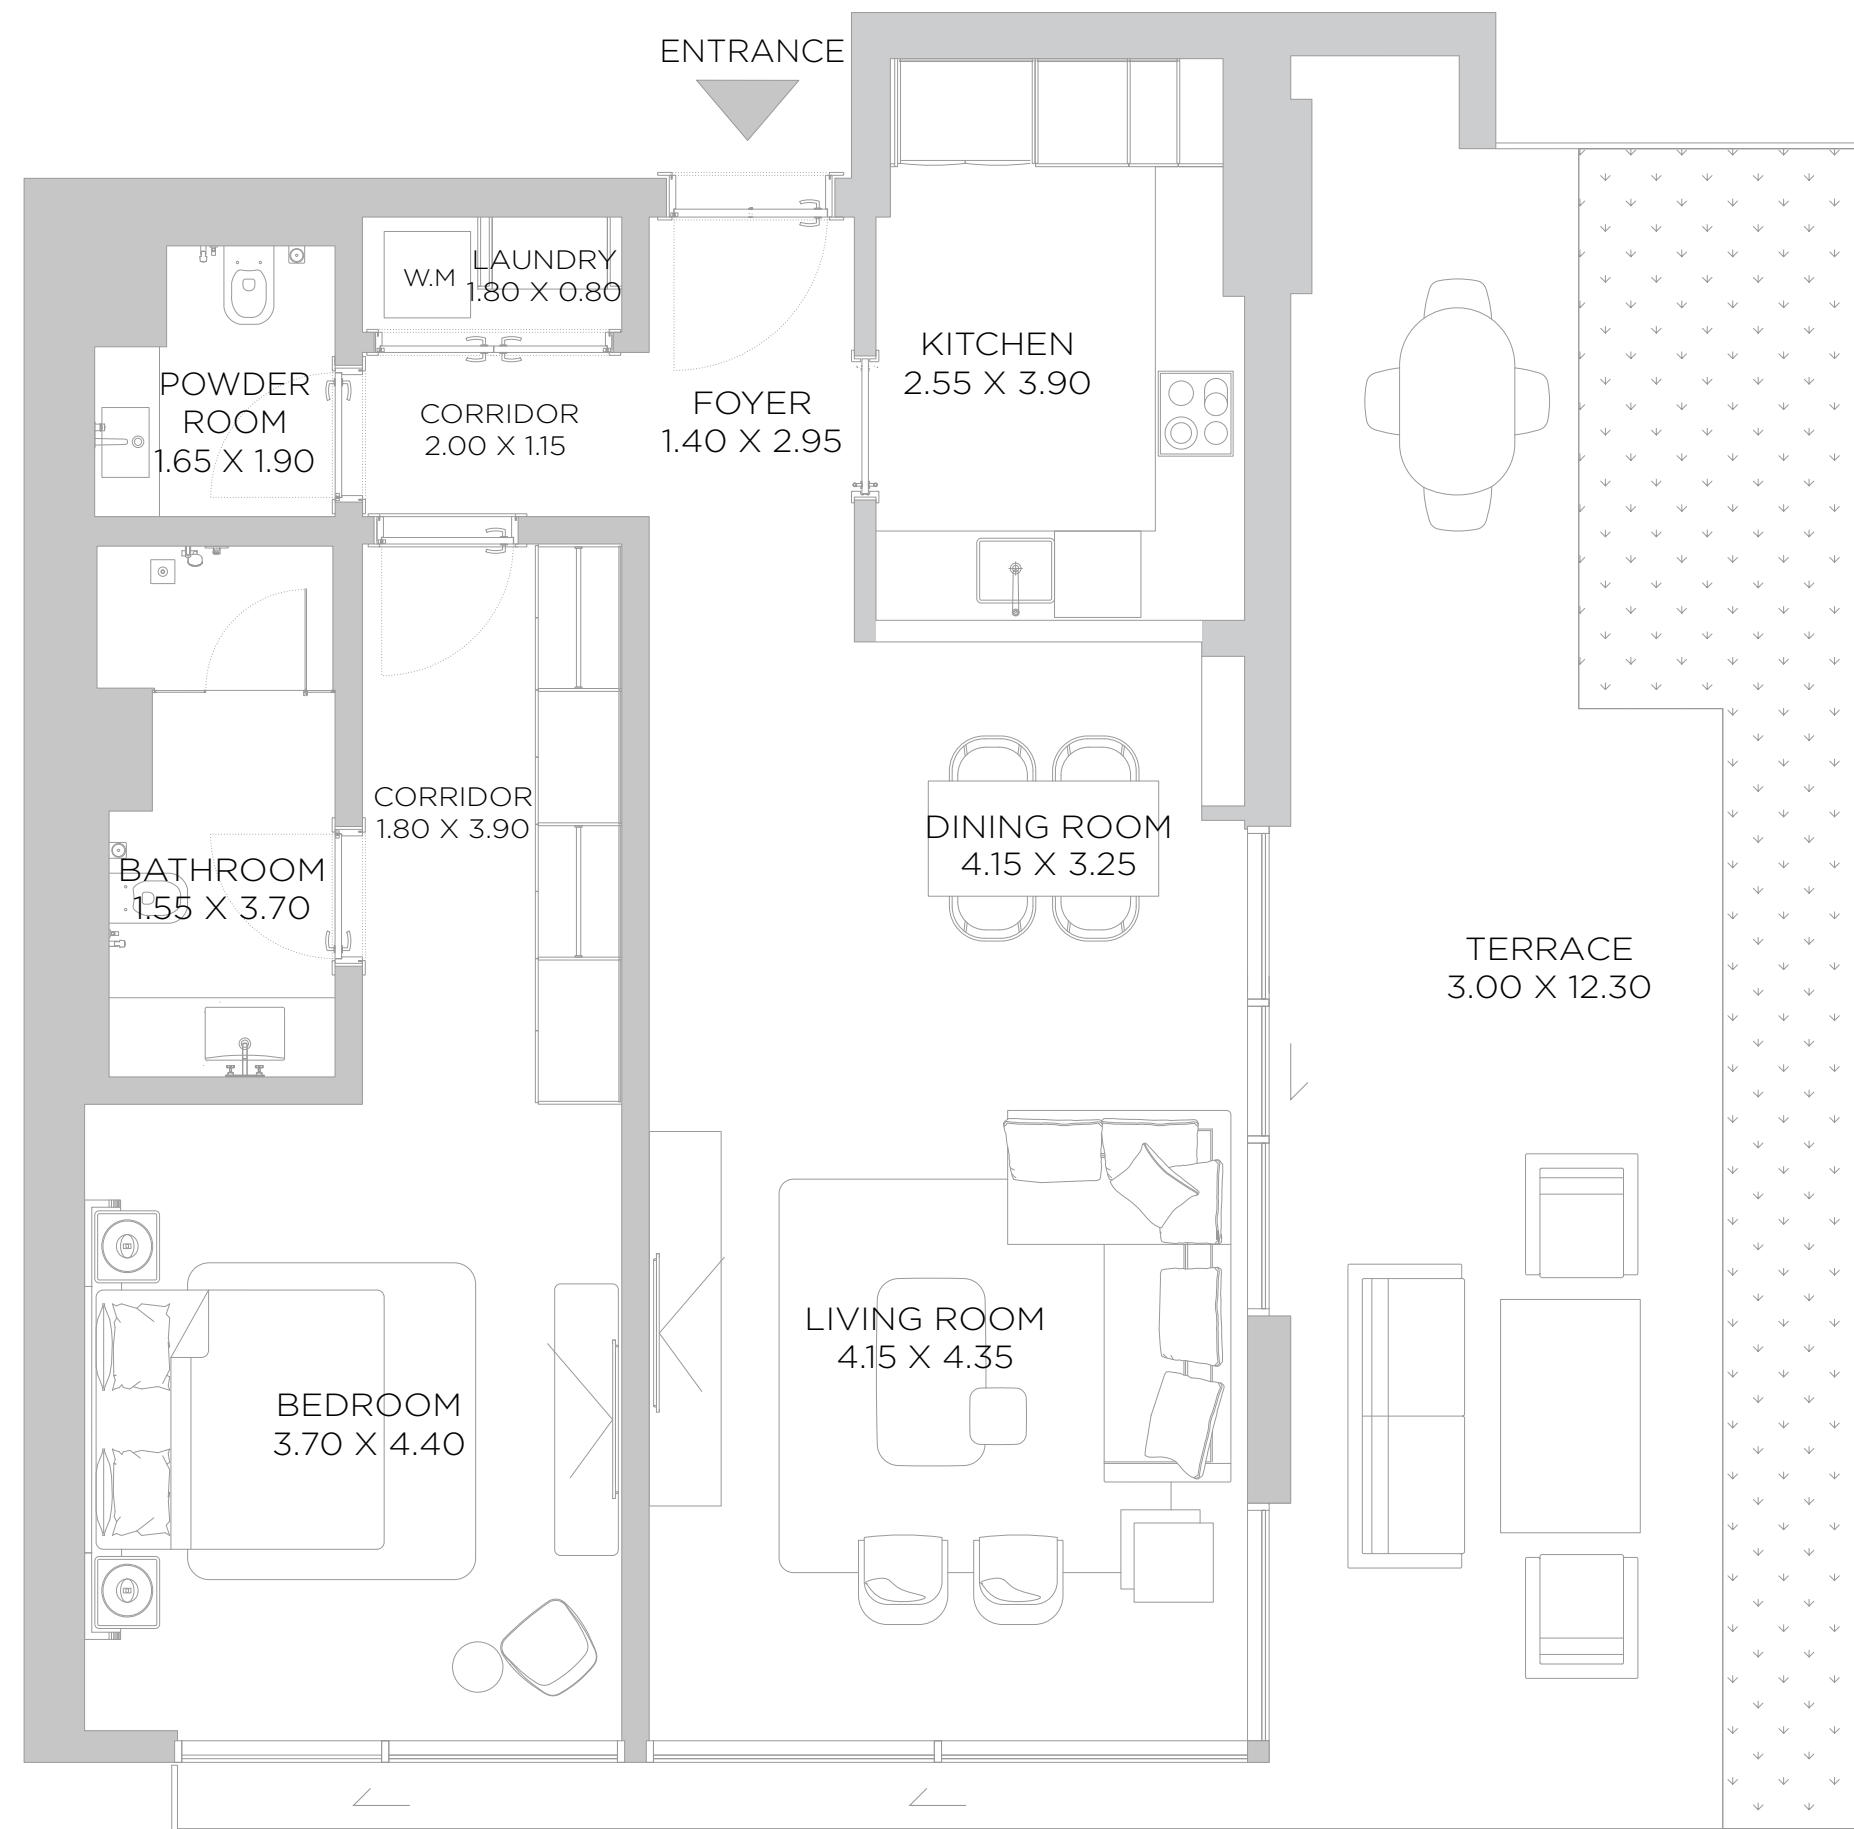 ENTRANCE
W.M
LAUNDRY
1.80 X 0.80
KITCHEN
2.55 X 3.90
POWDER
ROOM
1.65 X 1.90
CORRIDOR
2.00 X 1.15
FOYER
1.40 X 2.95
CORRIDOR
1.80 X 3.90
DINING ROOM
4.15 X 3.25
BATHROOM
1.55 X 3.70
TERRACE
3.00 X 12.30
LIVING ROOM
4.15 X 4.35
BEDROOM
3.70 X 4.40